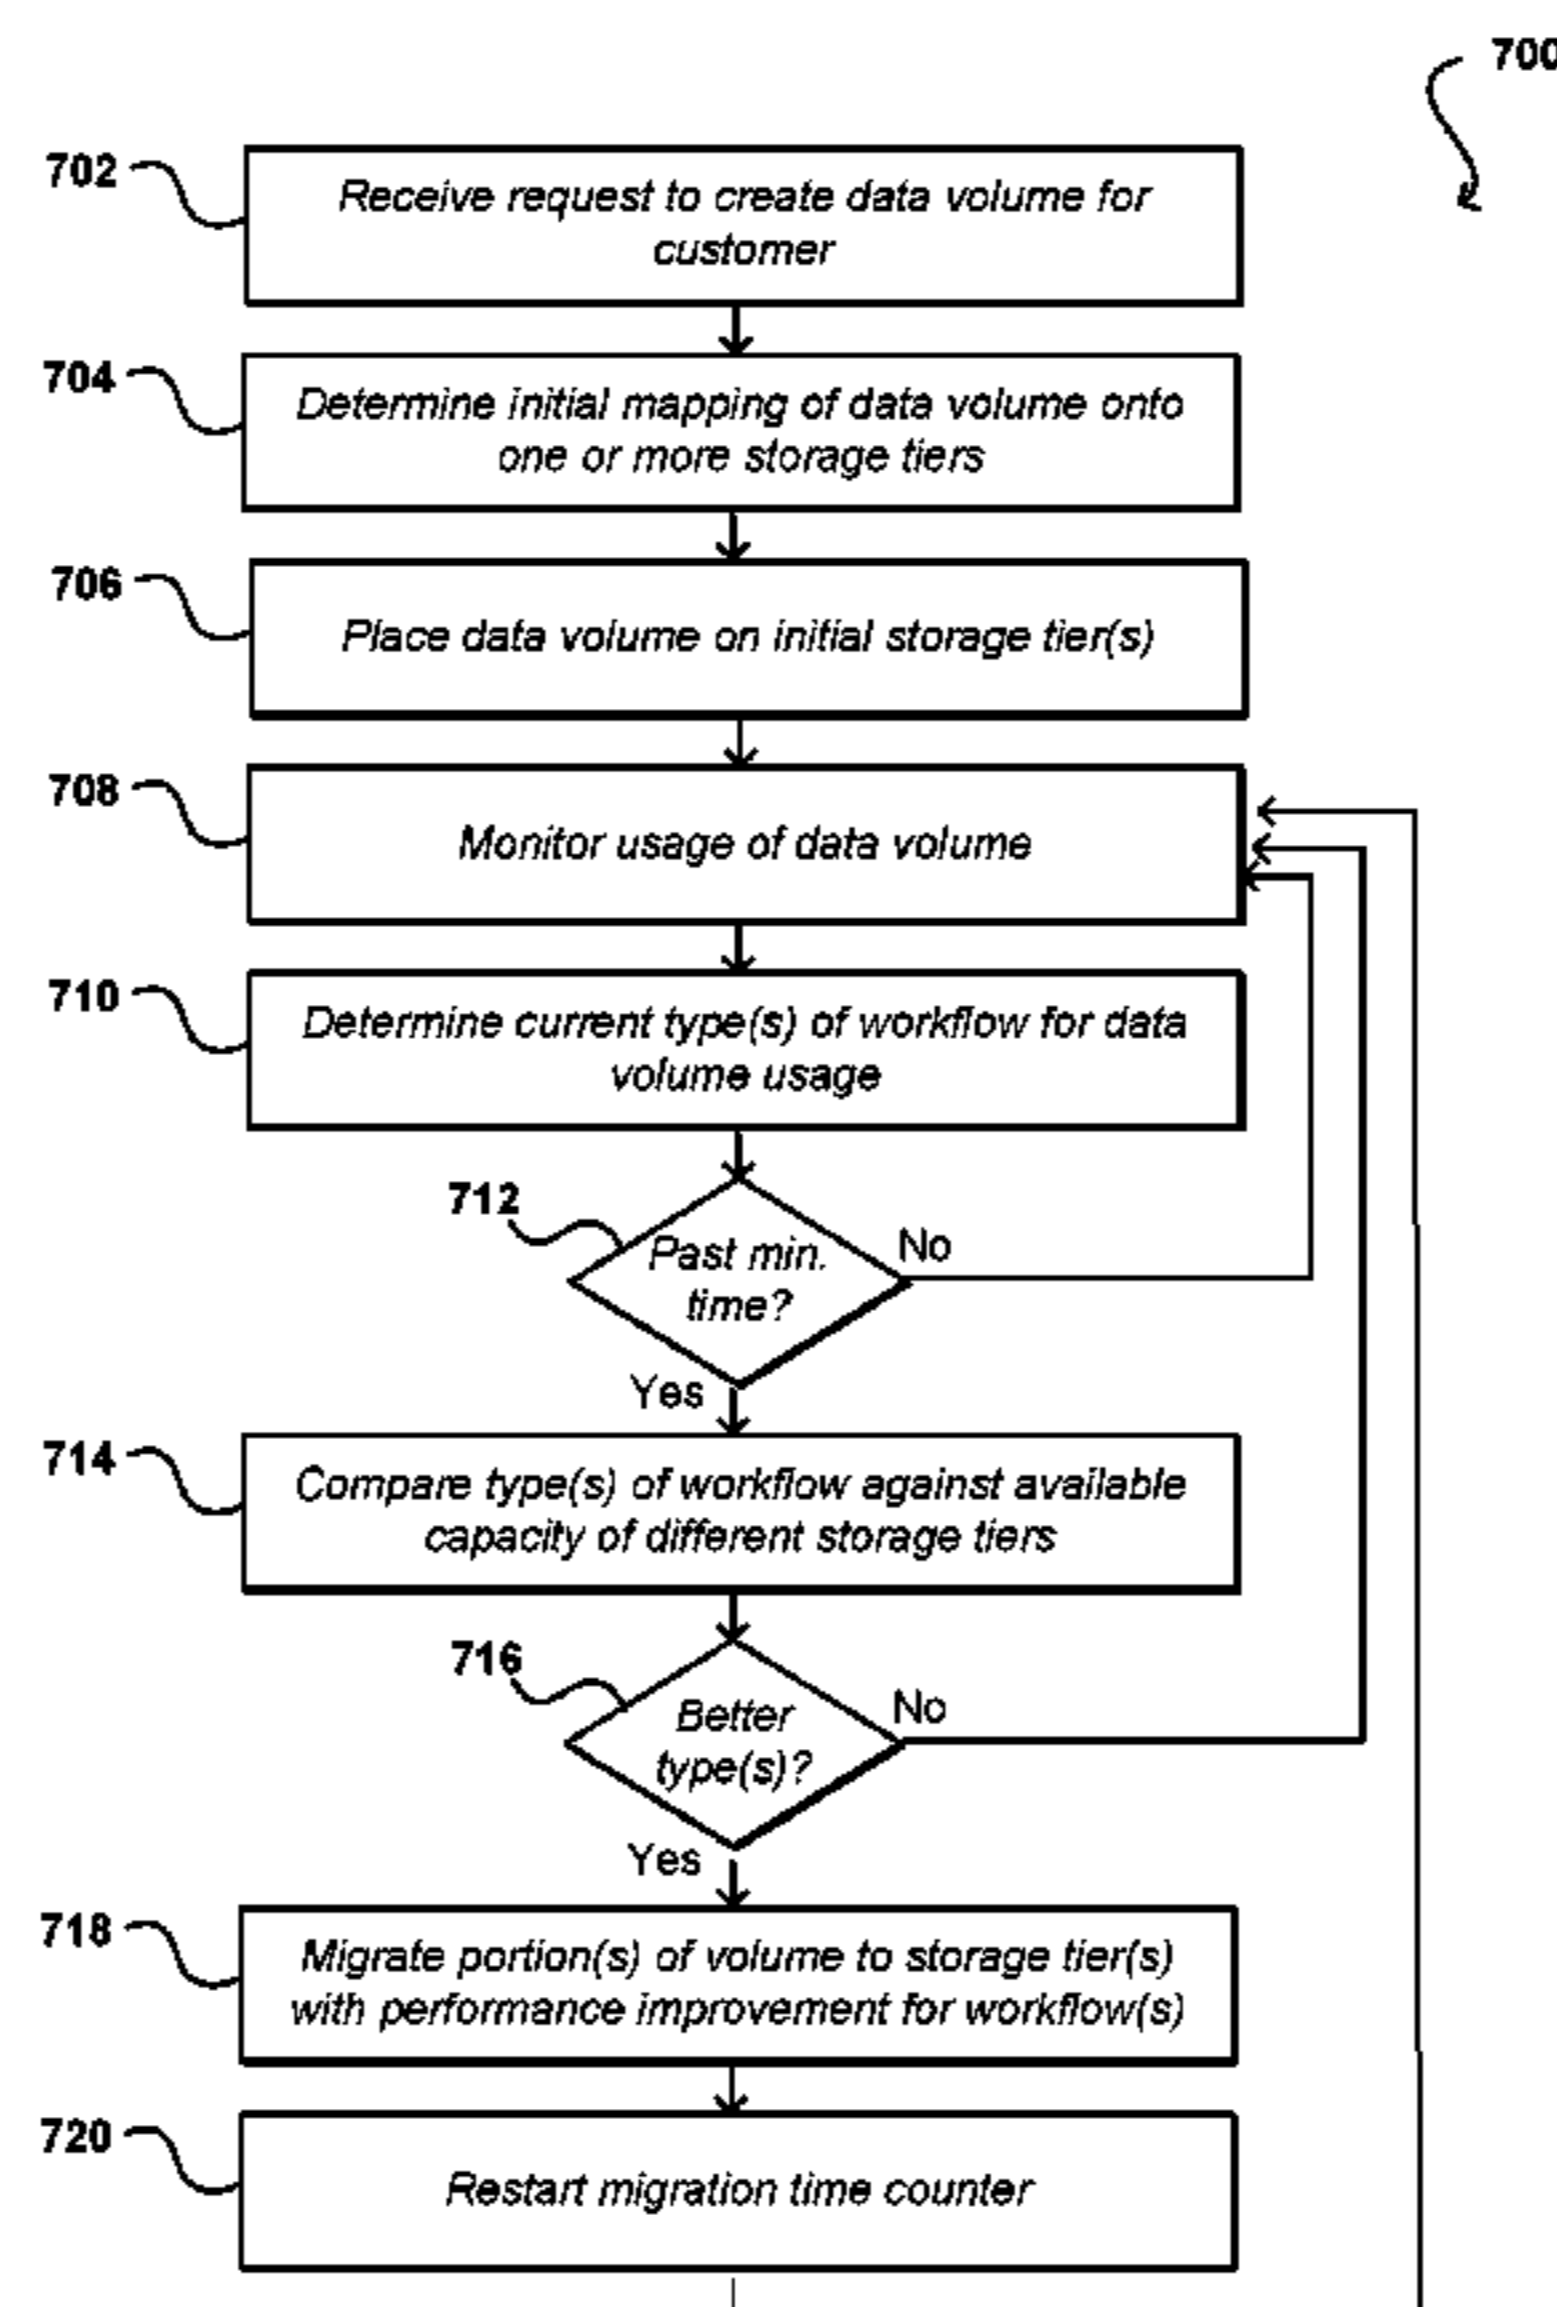 700
702
Receive request to create data volume for
customer
704
Determine initial mapping of data volume onto
one or more storage tiers
706
Place data volume on initial storage tier(s)
708
Monitor usage of data volume
710
Determine current type(s) of workflow for data
volume usage
712
Past min.
time?
No
Yes
714
Compare type(s) of workflow against available
capacity of different storage tiers
716
Better
type(s)?
No
Yes
718
Migrate portion(s) of volume to storage tier(s)
with performance improvement for workflow(s)
720
Restart migration time counter